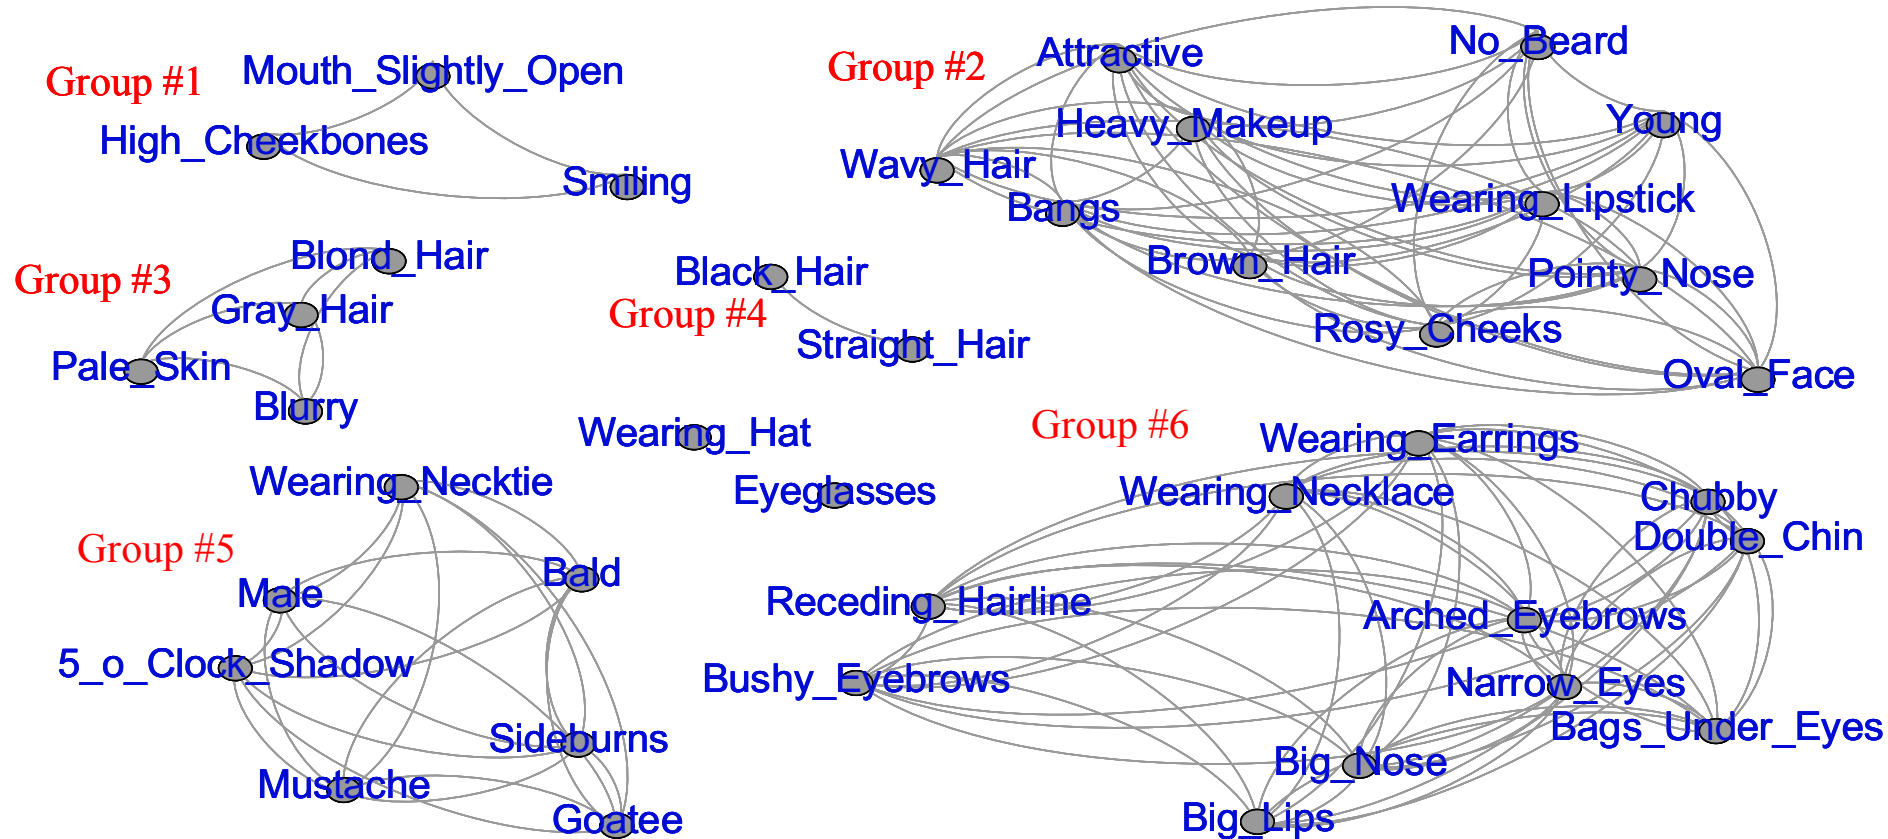 Group #1
Mouth_Slightly_Open
High_Cheekbones
Smiling
Group #2
Attractive
No_Beard
Heavy_Makeup
Young
Wavy_Hair
Bangs
Wearing_Lipstick
Brown_Hair
Pointy_Nose
Rosy_Cheeks
Oval_Face
Group #3
Blond_Hair
Gray_Hair
Pale_Skin
Blurry
Black_Hair
Group #4
Straight_Hair
Wearing_Hat
Eyeglasses
Wearing_Necktie
Group #5
Bald
Male
5_o_Clock_Shadow
Sideburns
Mustache
Goatee
Group #6
Wearing_Earrings
Wearing_Necklace
Chubby
Double_Chin
Receding_Hairline
Arched_Eyebrows
Bushy_Eyebrows
Narrow_Eyes
Bags_Under_Eyes
Big_Nose
Big_Lips